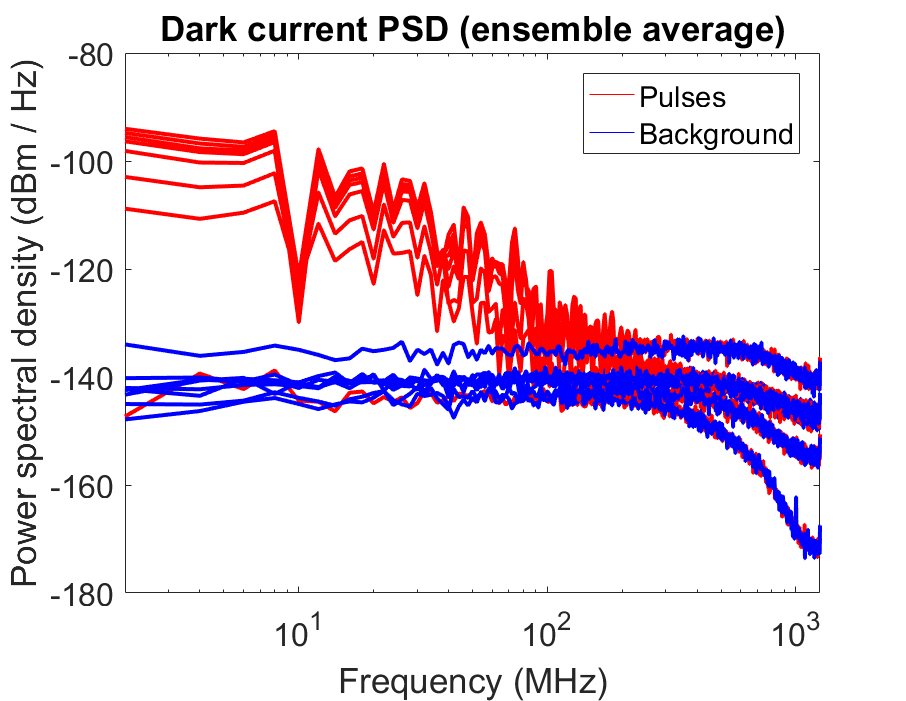 Dark current PSD (ensemble average)
Power spectral density (dBm / Hz)
-80
-100
-120
-140
-160
-180
Pulses
Background
10^1
10^2
10^3
Frequency (MHz)